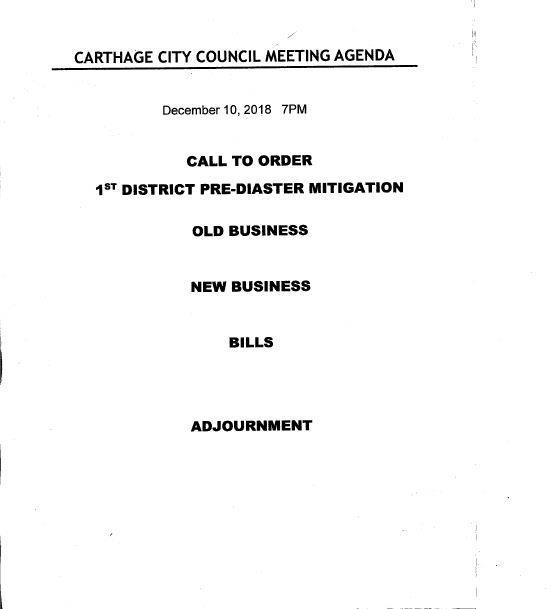 CARTHAGE CITY COUNCIL MEETING AGENDA
December 10, 2018 7PM
CALL TO ORDER
1ST DISTRICT PRE-DIASTER MITIGATION
OLD BUSINESS
NEW BUSINESS
BILLS
ADJOURNMENT